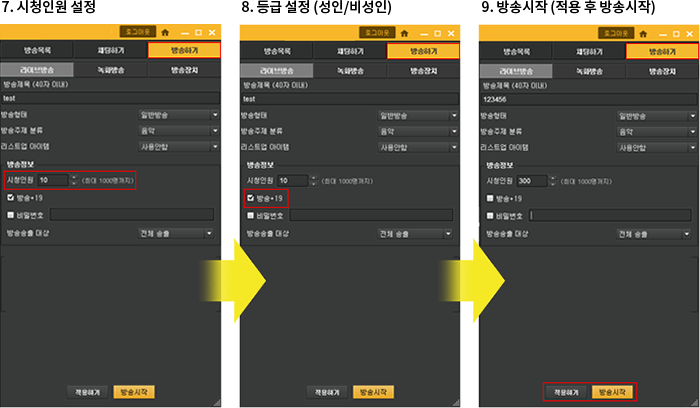 7. 시청인원 설정
로그아웃
방송목록 채팅하기 방송하기
라이브방송 녹화방송 방송장치
방송제목 (40자 이내)
test
방송형태 일반방송
방송주제 분류 음악
리스트업 아이템 사용안함
방송정보
시청인원 10 (최대 1000명까지)
방송+19
비밀번호
방송송출 대상 전체 송출
적용하기 방송시작
8. 등급 설정 (성인/비성인)
로그아웃
방송목록 채팅하기 방송하기
라이브방송 녹화방송 방송장치
방송제목 (40자 이내)
test
방송형태 일반방송
방송주제 분류 음악
리스트업 아이템 사용안함
방송정보
시청인원 10 (최대 1000명까지)
방송+19
비밀번호
방송송출 대상 전체 송출
적용하기 방송시작
9. 방송시작 (적용 후 방송시작)
로그아웃
방송목록 채팅하기 방송하기
라이브방송 녹화방송 방송장치
방송제목 (40자 이내)
123456
방송형태 일반방송
방송주제 분류 음악
리스트업 아이템 사용안함
방송정보
시청인원 300 (최대 1000명까지)
방송+19
비밀번호
방송송출 대상 전체 송출
적용하기 방송시작